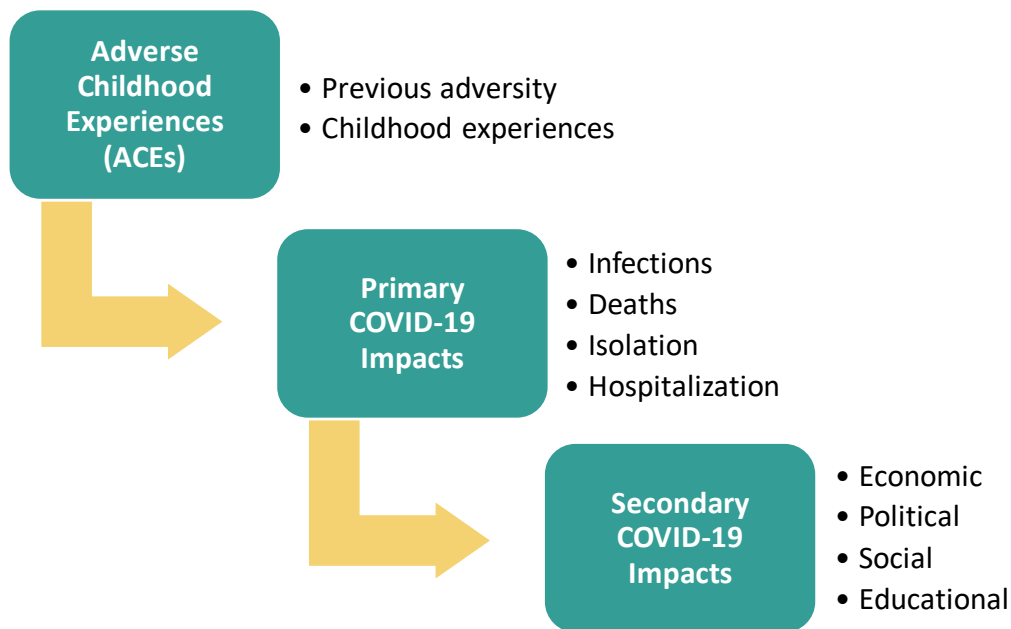 Adverse
Childhood
Experiences
(ACEs)
• Previous adversity
• Childhood experiences
Primary
COVID-19
Impacts
• Infections
• Deaths
• Isolation
• Hospitalization
Secondary
COVID-19
Impacts
• Economic
• Political
• Social
• Educational